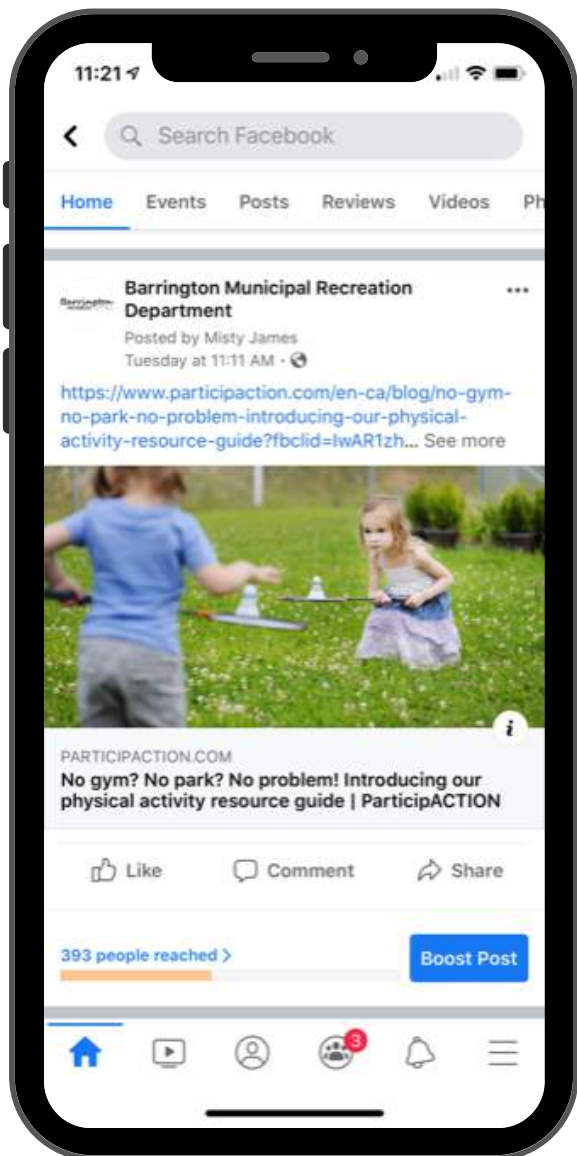 11:21
Search Facebook
Home Events Posts Reviews Videos Ph
Barrington
Barrington Municipal Recreation
Department
Posted by Misty James
Tuesday at 11:11 AM ·
https://www.participaction.com/en-ca/blog/no-gym-
no-park-no-problem-introducing-our-physical-
activity-resource-guide?fbclid=IwAR1zh... See more
i
PARTICIPACTION.COM
No gym? No park? No problem! Introducing our
physical activity resource guide | ParticipACTION
Like Comment Share
393 people reached >
Boost Post
3